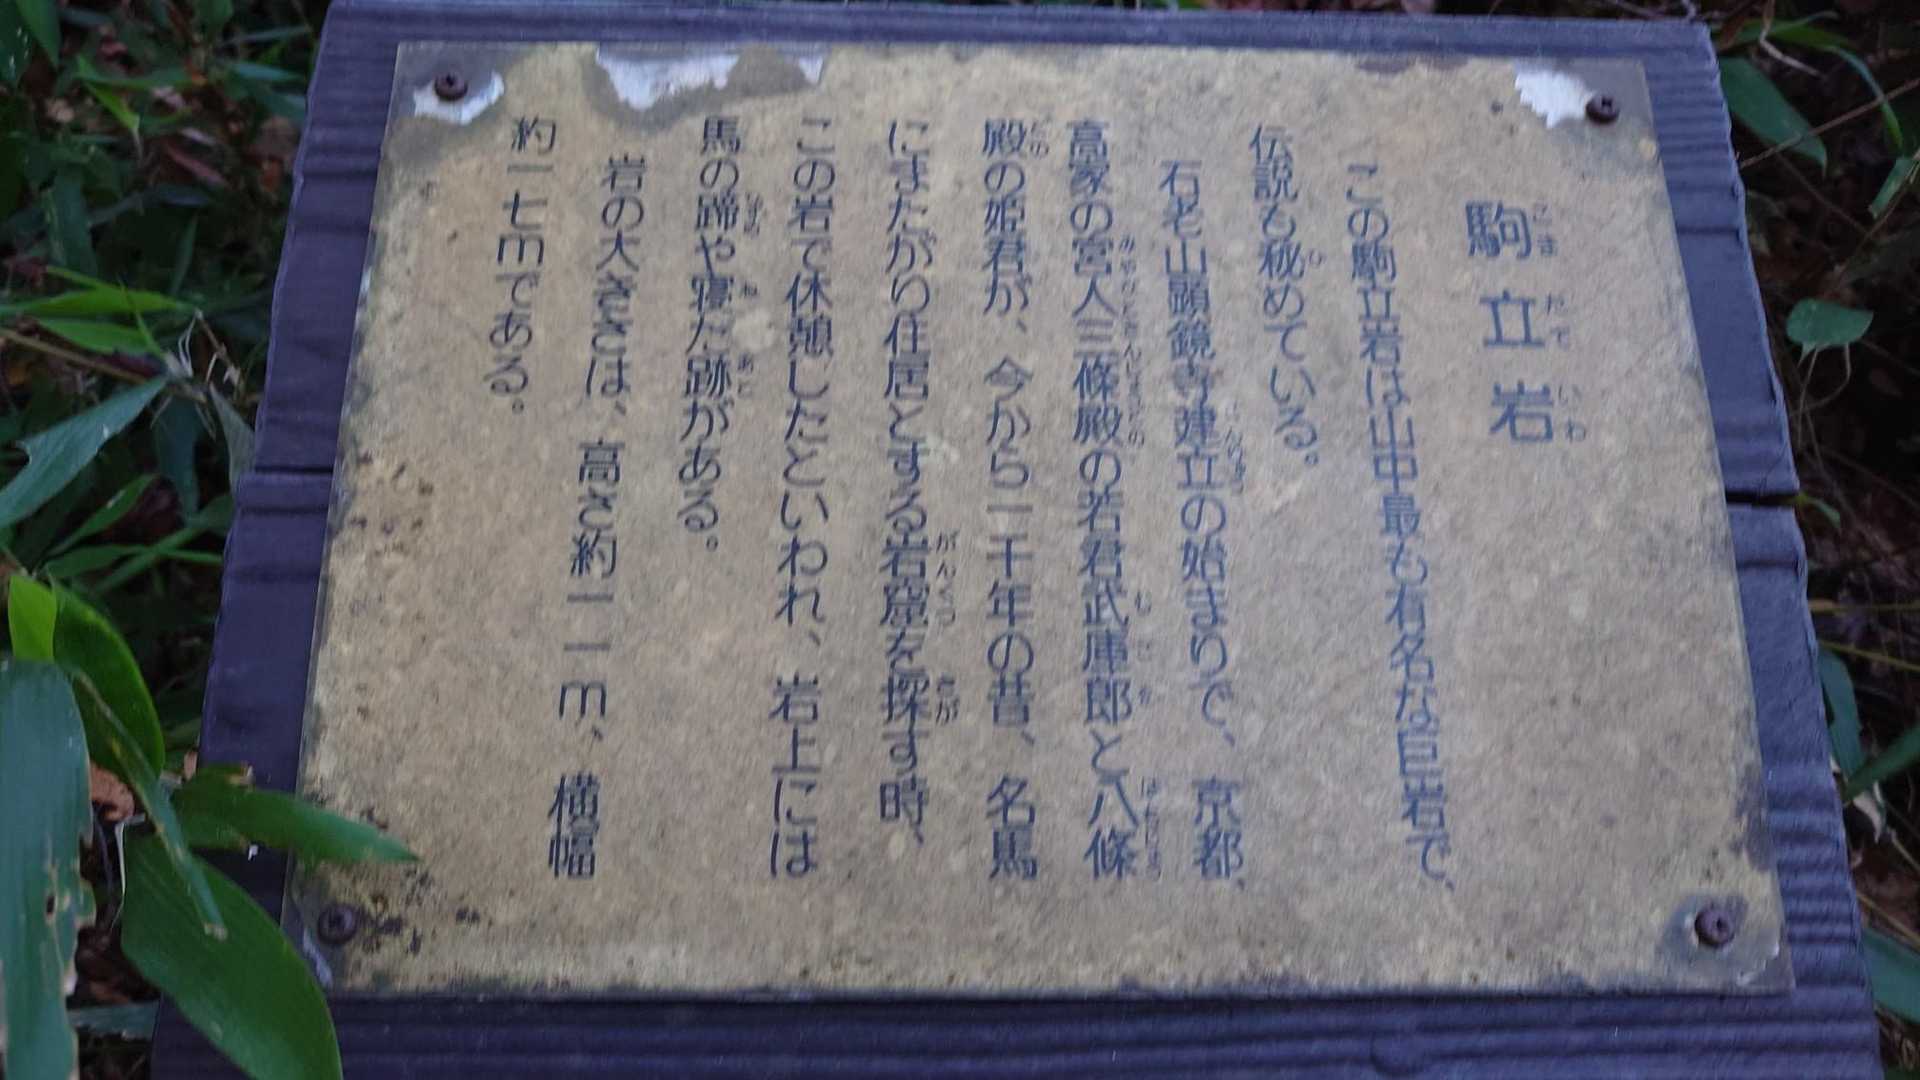 駒立岩
この駒立岩は山中最も有名な巨岩で、
伝説も秘めている。
石老山顕鏡寺建立の始まりで、京都、
高家の宮人三條殿の若君武庫郎と八條
殿の姫君が、今から一千年の昔、名馬
にまたがり住居とする岩窟を探す時、
この岩で休憩したといわれ、岩上には
馬の蹄や寝た跡がある。
岩の大きさは、高さ約一一m、横幅
約一七mである。